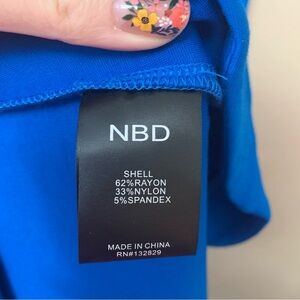 NBD
SHELL
62%RAYON
33%NYLON
5%SPANDEX
MADE IN CHINA
RN#132829